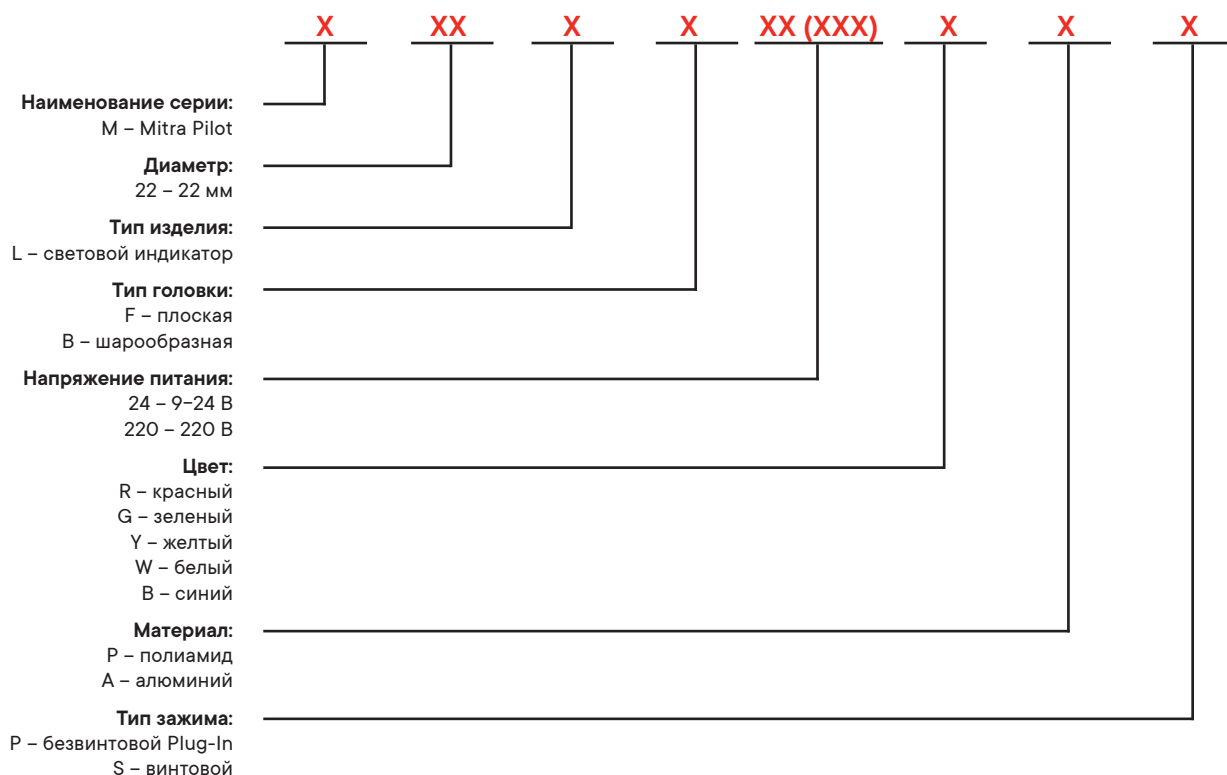 X XX X X XX (XXX) X X X
Наименование серии:
M – Mitra Pilot
Диаметр:
22 – 22 мм
Тип изделия:
L – световой индикатор
Тип головки:
F – плоская
B – шарообразная
Напряжение питания:
24 – 9–24 В
220 – 220 В
Цвет:
R – красный
G – зеленый
Y – желтый
W – белый
B – синий
Материал:
P – полиамид
A – алюминий
Тип зажима:
P – безвинтовой Plug-In
S – винтовой